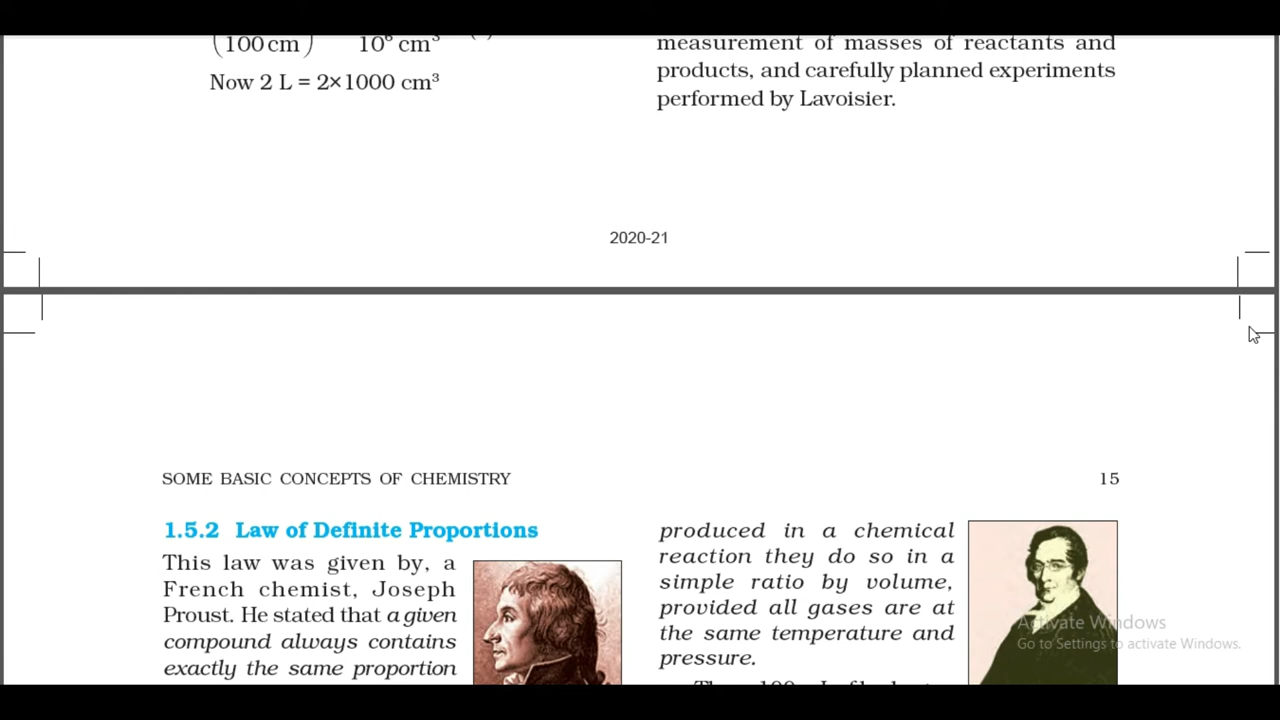 (100 cm) 10⁶ cm³
Now 2 L = 2×1000 cm³
measurement of masses of reactants and
products, and carefully planned experiments
performed by Lavoisier.
2020-21
SOME BASIC CONCEPTS OF CHEMISTRY 15
1.5.2 Law of Definite Proportions
This law was given by, a
French chemist, Joseph
Proust. He stated that a given
compound always contains
exactly the same proportion
produced in a chemical
reaction they do so in a
simple ratio by volume,
provided all gases are at
the same temperature and
pressure.
Activate Windows
Go to Settings to activate Windows.